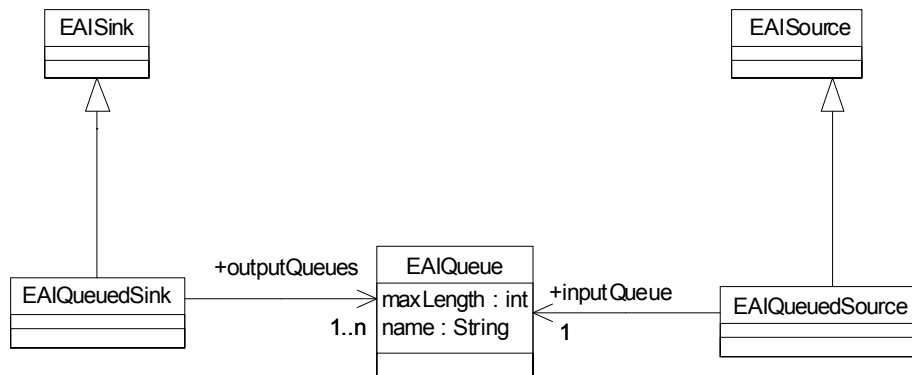 EAISink
EAISource
+outputQueues
EAIQueue
+inputQueue
EAIQueuedSink
maxLength : int
EAIQueuedSource
1..n
name : String
1